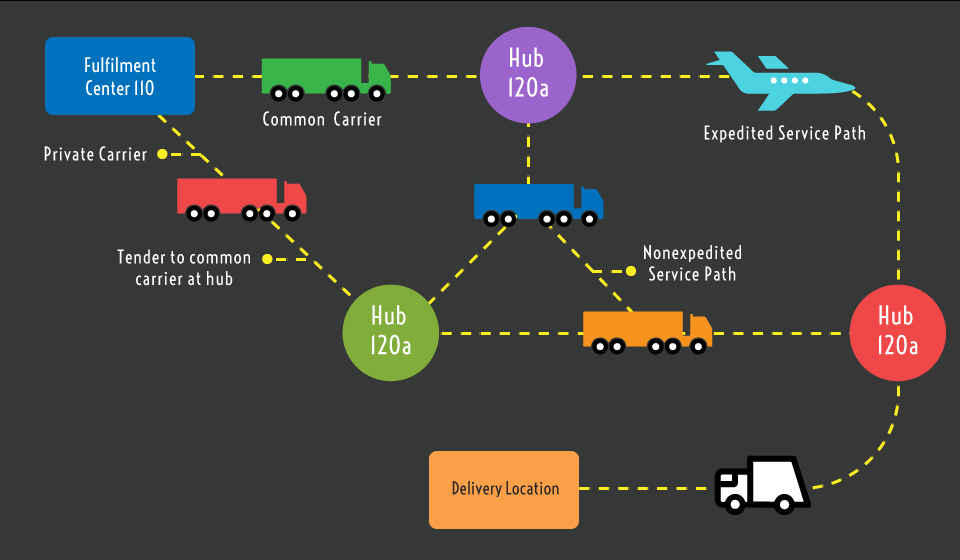 Fulfilment
Center 110
Common Carrier
Hub
120a
Expedited Service Path
Private Carrier
Tender to common
carrier at hub
Nonexpedited
Service Path
Hub
120a
Hub
120a
Delivery Location